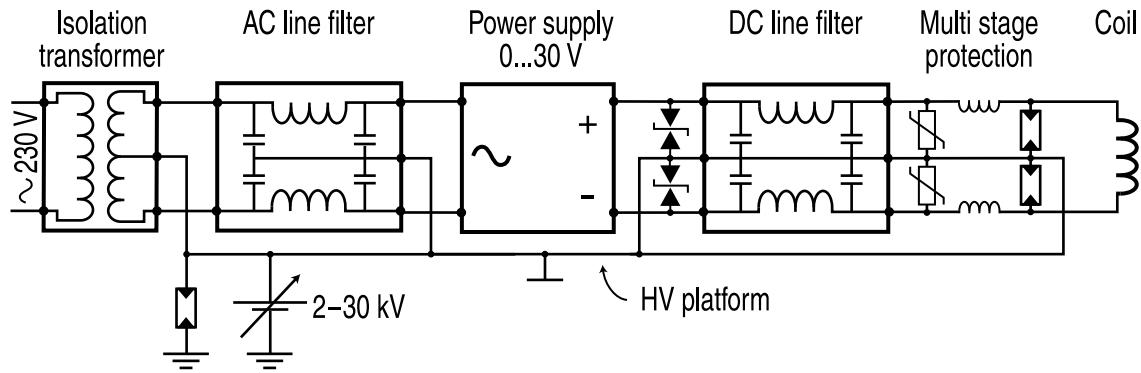 Isolation
transformer
AC line filter
Power supply
0...30 V
DC line filter
Multi stage
protection
Coil
~230 V
+
-
2–30 kV
HV platform